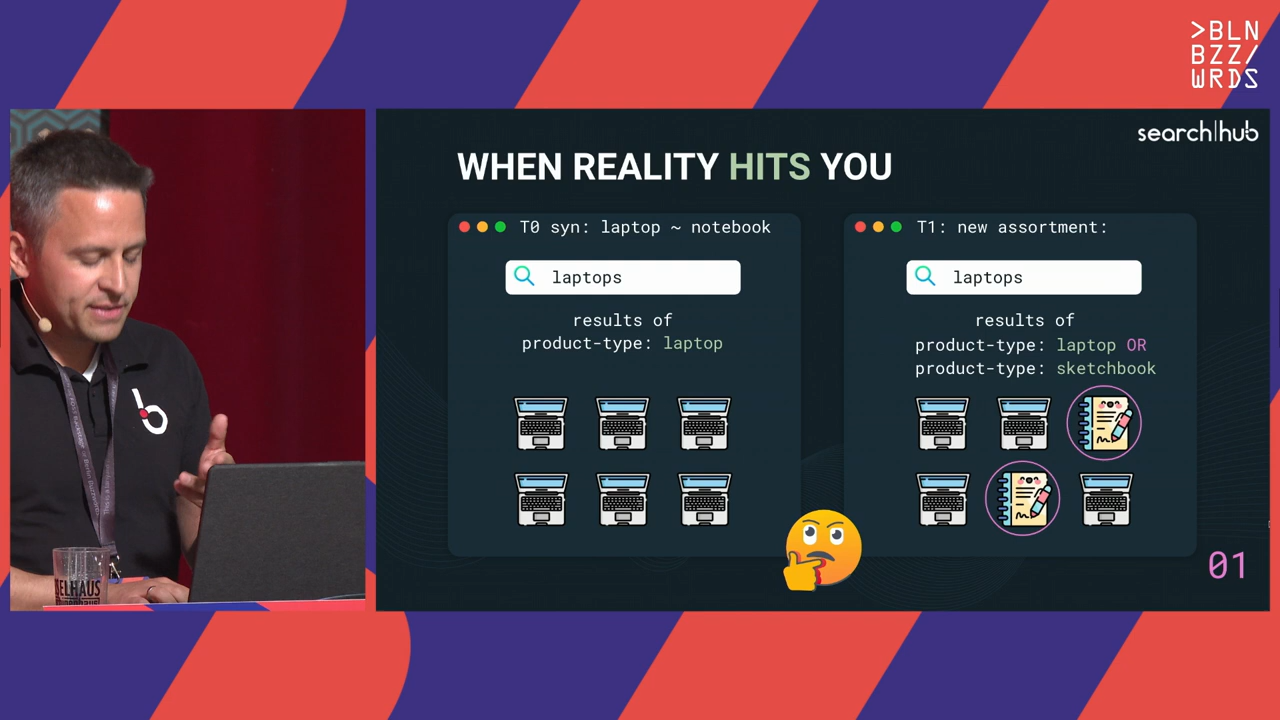 >BLN
BZZ/
WRDS
search|hub
WHEN REALITY HITS YOU
T0 syn: laptop ~ notebook
laptops
results of
product-type: laptop
T1: new assortment:
laptops
results of
product-type: laptop OR
product-type: sketchbook
01
b
SELHAUS